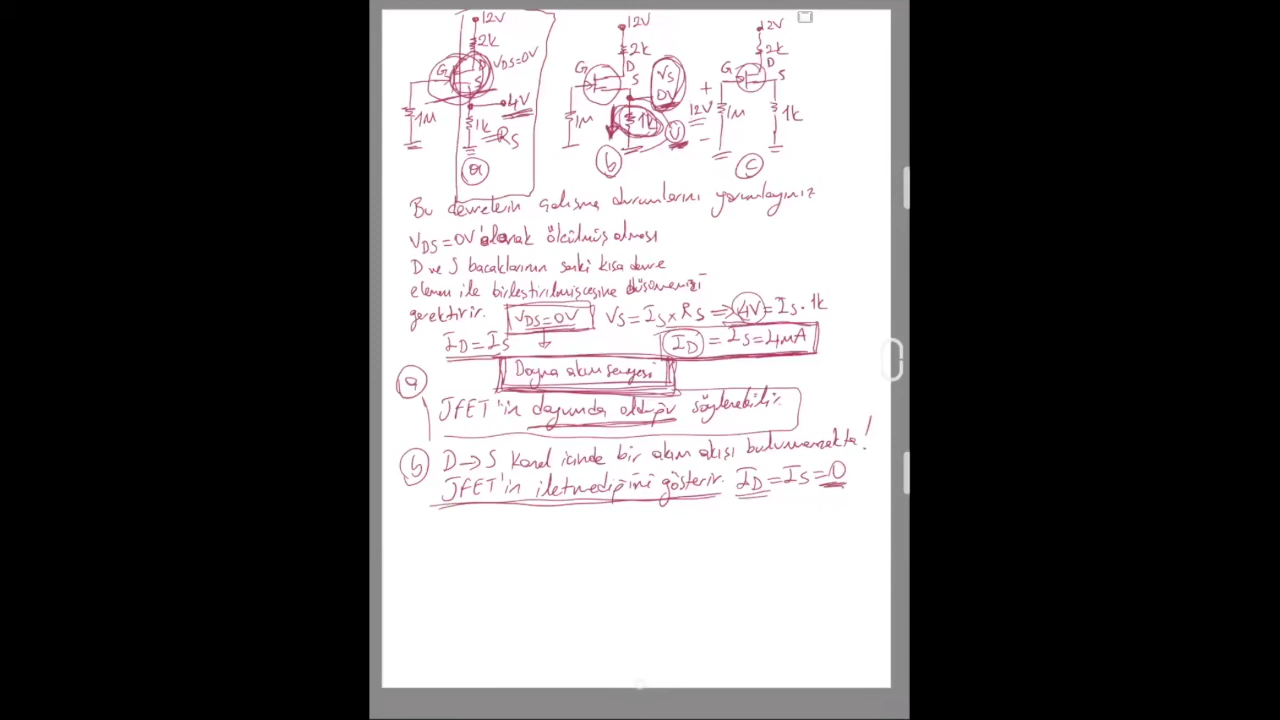 12V 12V 12V
2k 2k 2k
G D VDS=0V G D VS G D
S 4V S 0V + S
1M 1k 1M 1k V 12V 1M 1k
RS -
a b c
Bu devrelerin çalışma durumlarını yorumlayınız
VDS=0V olarak ölçülmüş olması
D ve S bacaklarının sanki kısa devre
elemanı ile birleştirilmişcesine düşünmemizi
gerektirir. VDS=0V VS=IS×RS ⇒ 4V=IS·1k
ID=IS ID=IS=4mA
Doyma akım seviyesi
a
JFET'in doyumda olduğu söylenebilir.
b D→S Kanal içinde bir akım akışı bulunmamakta!
JFET'in iletmediğini gösterir. ID=IS=0